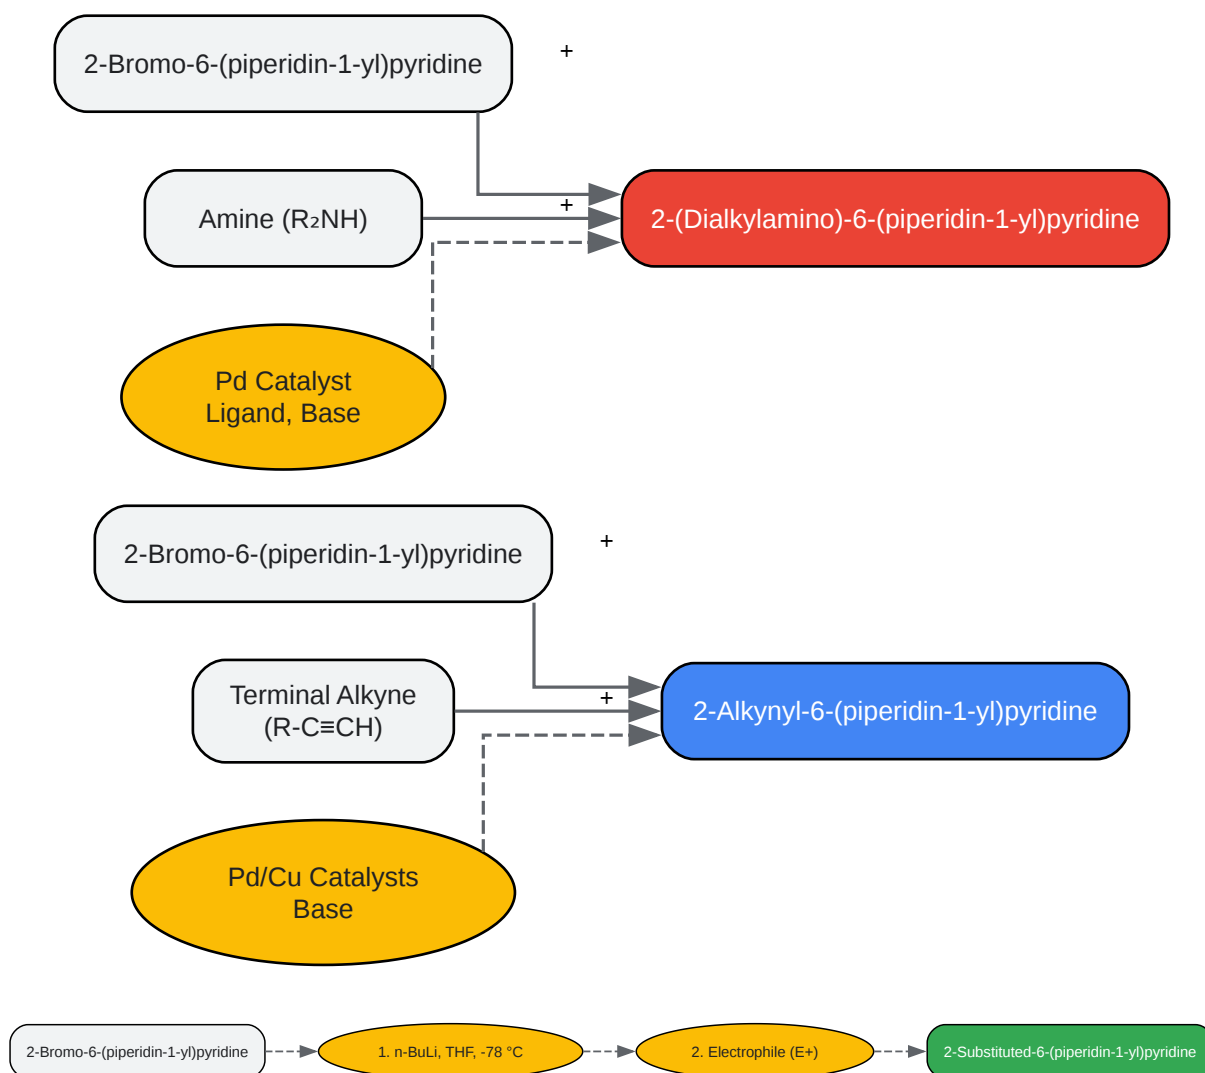 2-Bromo-6-(piperidin-1-yl)pyridine
+
Amine (R₂NH)
+
2-(Dialkylamino)-6-(piperidin-1-yl)pyridine
Pd Catalyst
Ligand, Base
2-Bromo-6-(piperidin-1-yl)pyridine
+
Terminal Alkyne
(R-C≡CH)
+
2-Alkynyl-6-(piperidin-1-yl)pyridine
Pd/Cu Catalysts
Base
2-Bromo-6-(piperidin-1-yl)pyridine
1. n-BuLi, THF, -78 °C
2. Electrophile (E+)
2-Substituted-6-(piperidin-1-yl)pyridine